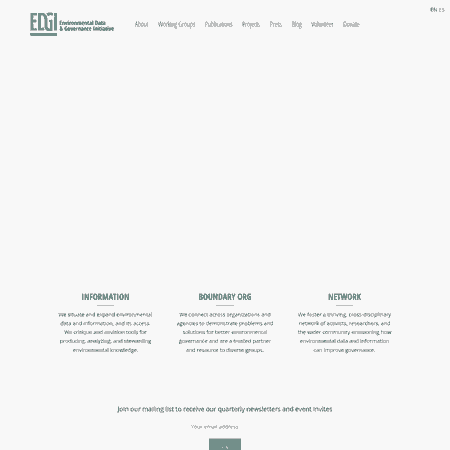 EN ES
EDGI Environmental Data
& Governance Initiative
About Working Groups Publications Projects Press Blog Volunteer Donate
INFORMATION
We situate and expand environmental
data and information, and its access.
We critique and envision tools for
producing, analyzing, and stewarding
environmental knowledge.
BOUNDARY ORG
We connect across organizations and
agencies to demonstrate problems and
solutions for better environmental
governance and are a trusted partner
and resource to diverse groups.
NETWORK
We foster a thriving, cross-disciplinary
network of activists, researchers, and
the wider community envisioning how
environmental data and information
can improve governance.
Join our mailing list to receive our quarterly newsletters and event invites
Your email address